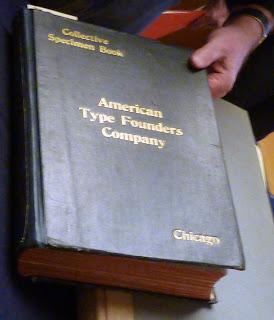 Collective
Specimen Book
American
Type Founders
Company
Chicago